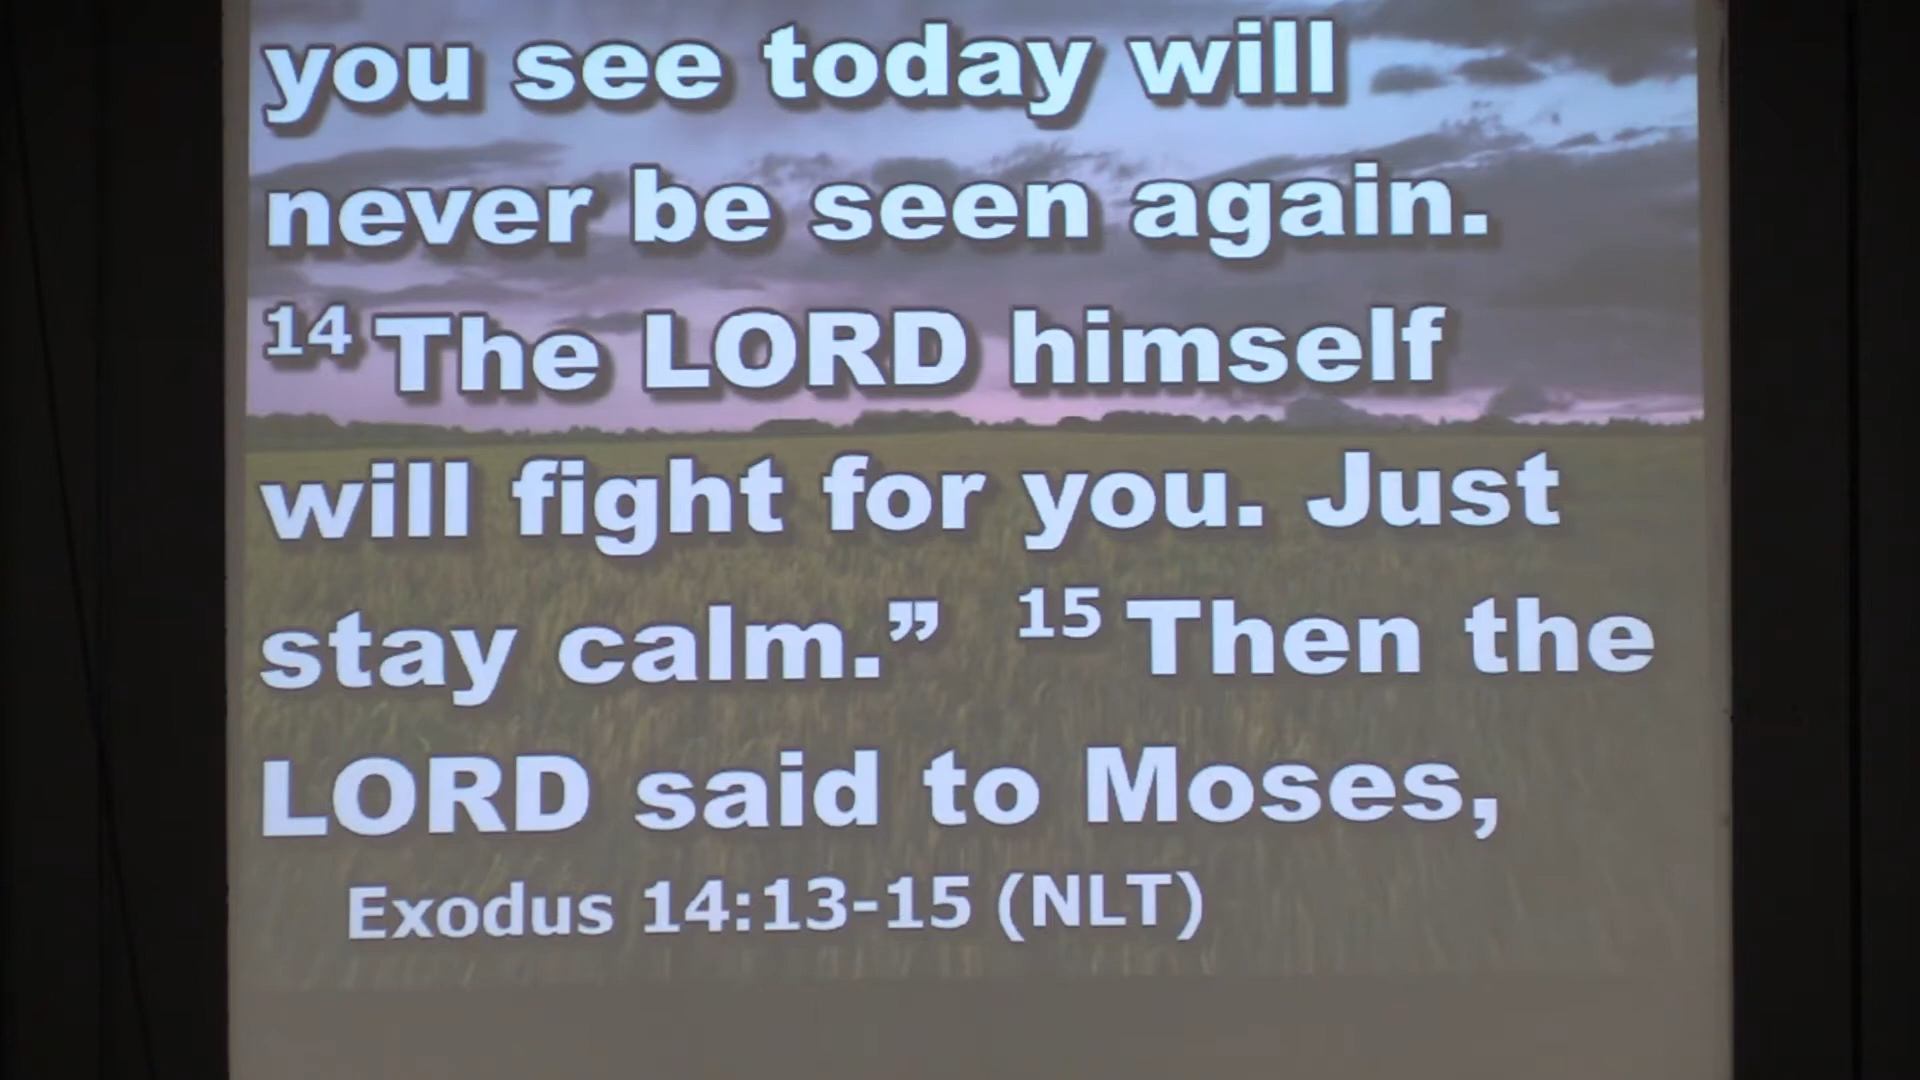 you see today will
never be seen again.
14 The LORD himself
will fight for you. Just
stay calm.” 15 Then the
LORD said to Moses,
Exodus 14:13-15 (NLT)